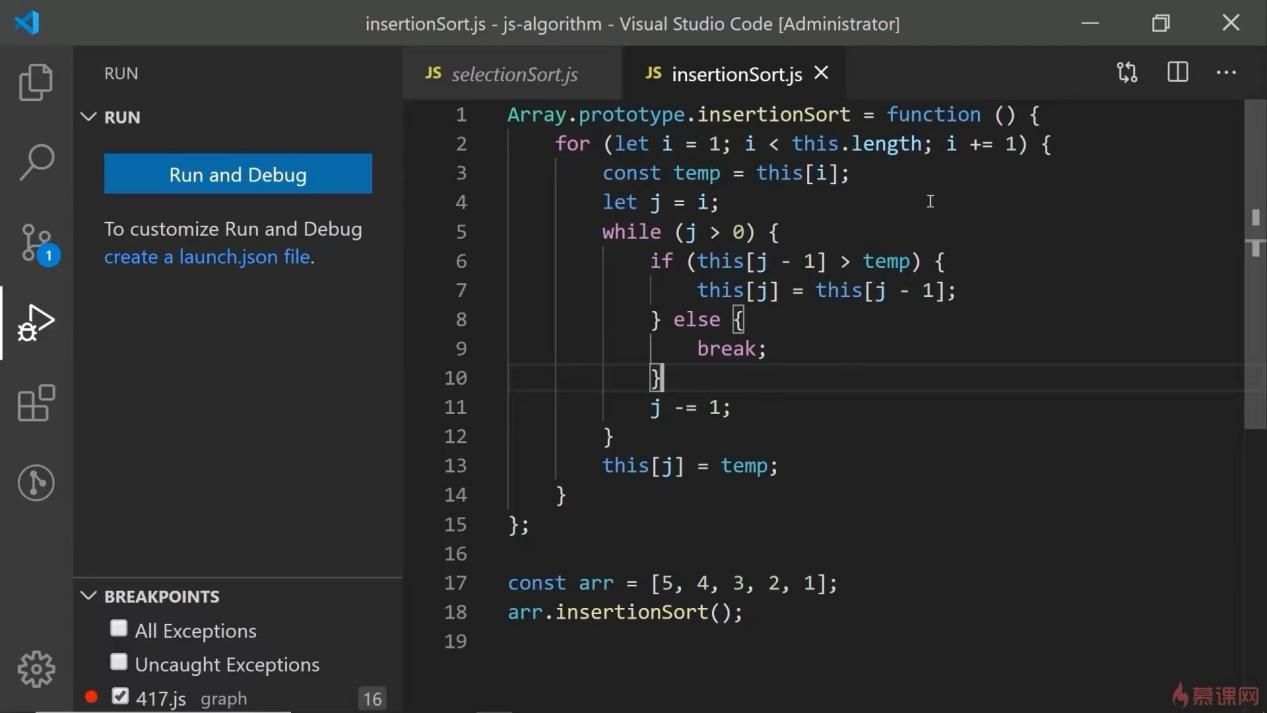 insertionSort.js - js-algorithm - Visual Studio Code [Administrator]
RUN
RUN
Run and Debug
To customize Run and Debug
create a launch.json file.
1
BREAKPOINTS
All Exceptions
Uncaught Exceptions
417.js graph 16
JS selectionSort.js
JS insertionSort.js
1 Array.prototype.insertionSort = function () {
2 for (let i = 1; i < this.length; i += 1) {
3 const temp = this[i];
4 let j = i;
5 while (j > 0) {
6 if (this[j - 1] > temp) {
7 this[j] = this[j - 1];
8 } else {
9 break;
10 }
11 j -= 1;
12 }
13 this[j] = temp;
14 }
15 };
16
17 const arr = [5, 4, 3, 2, 1];
18 arr.insertionSort();
19
慕课网